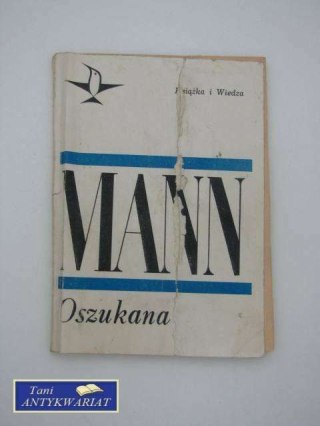 Książka i Wiedza
MANN
Oszukana
Tani
ANTYKWARIAT